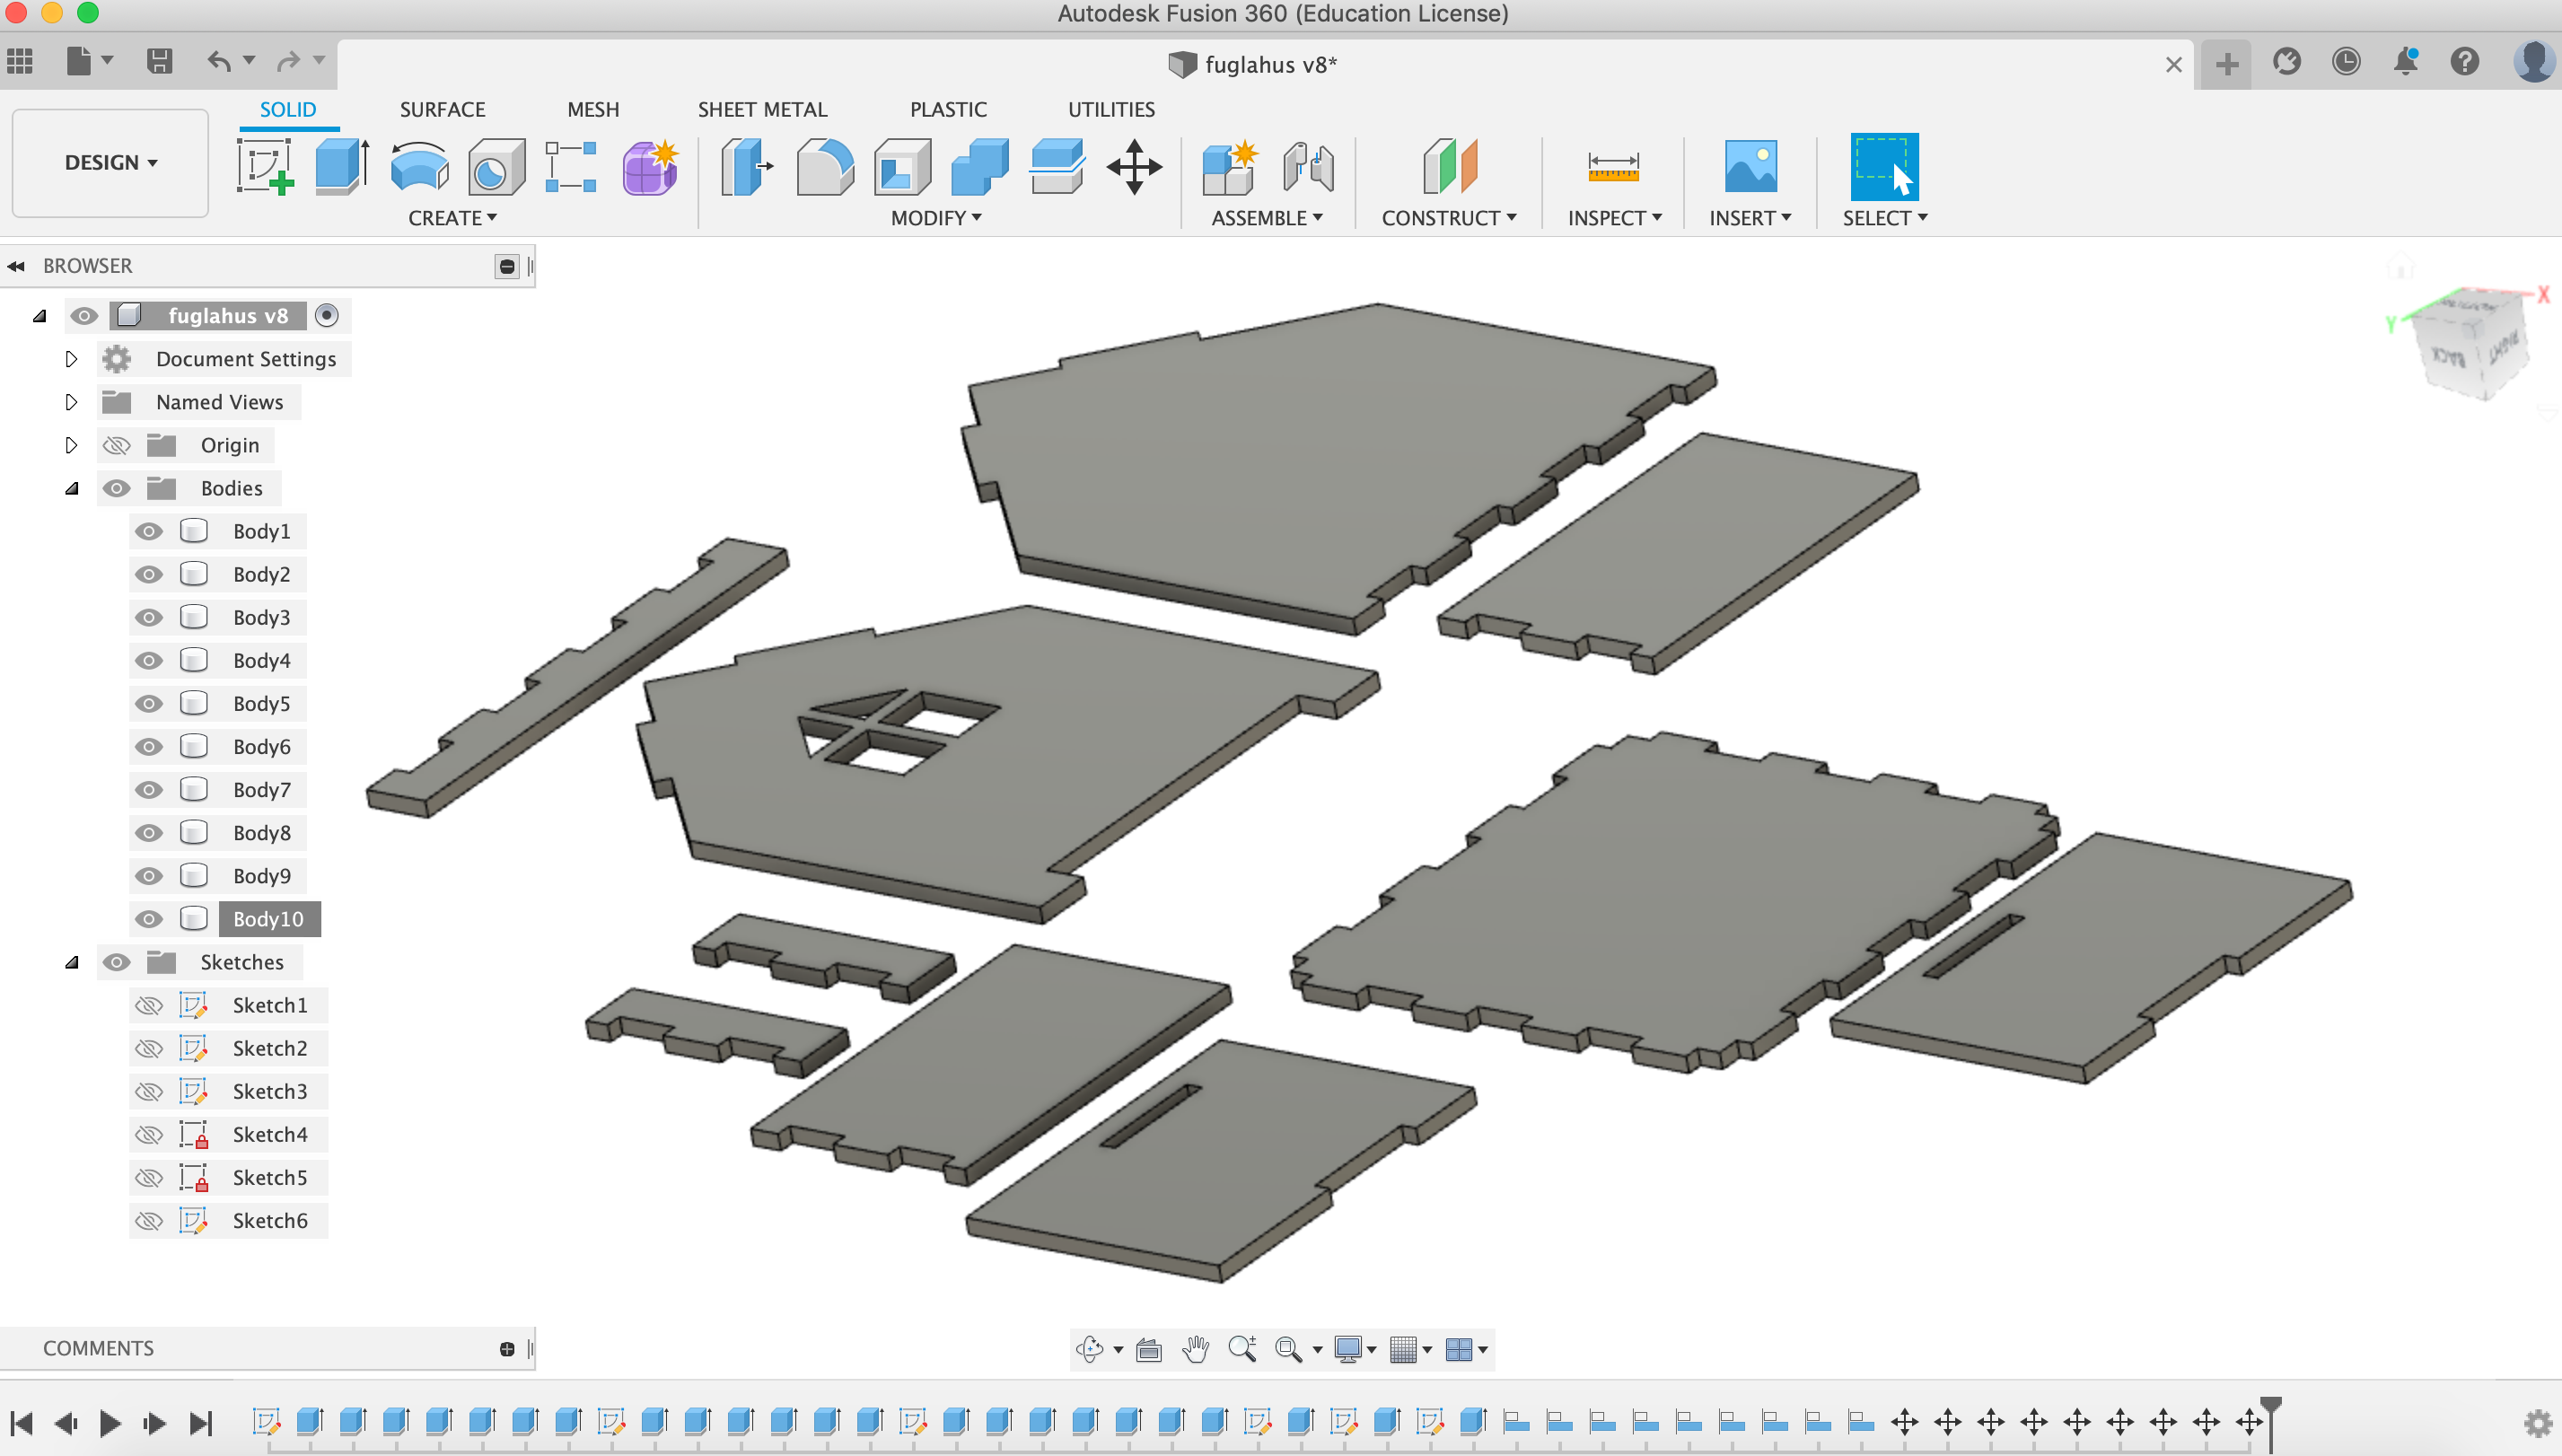 Autodesk Fusion 360 (Education License)
fuglahus v8*
SOLID SURFACE MESH SHEET METAL PLASTIC UTILITIES
DESIGN
CREATE MODIFY ASSEMBLE CONSTRUCT INSPECT INSERT SELECT
BROWSER
fuglahus v8
Document Settings
Named Views
Origin
Bodies
Body1
Body2
Body3
Body4
Body5
Body6
Body7
Body8
Body9
Body10
Sketches
Sketch1
Sketch2
Sketch3
Sketch4
Sketch5
Sketch6
X
Y
BACK
RIGHT
COMMENTS